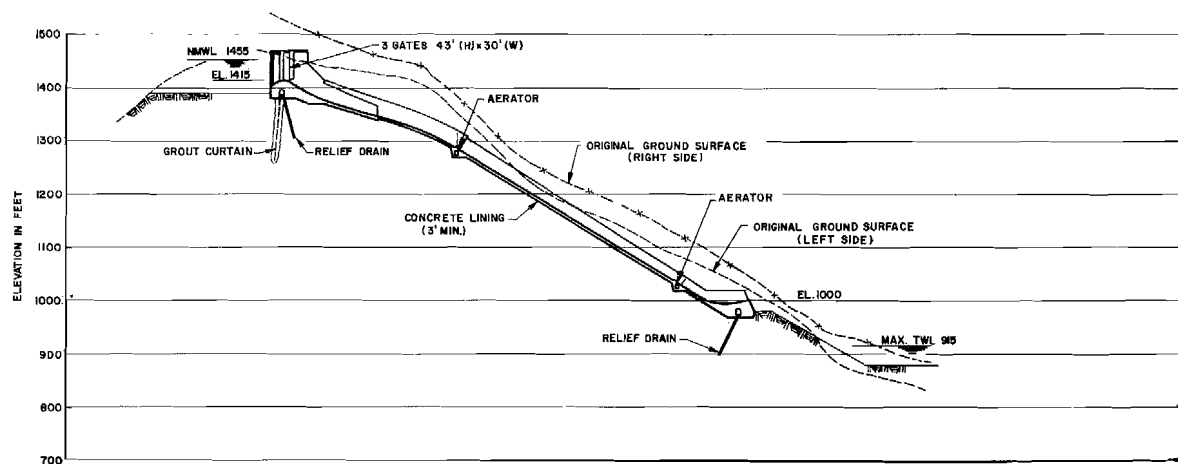 1500
NMWL 1455
3 GATES 43' (H) x 30' (W)
EL. 1415
1400
AERATOR
1300
GROUT CURTAIN
RELIEF DRAIN
ORIGINAL GROUND SURFACE
(RIGHT SIDE)
1200
CONCRETE LINING
(3' MIN.)
AERATOR
ORIGINAL GROUND SURFACE
(LEFT SIDE)
1100
EL. 1000
1000
RELIEF DRAIN
MAX. TWL 915
900
800
700
ELEVATION IN FEET